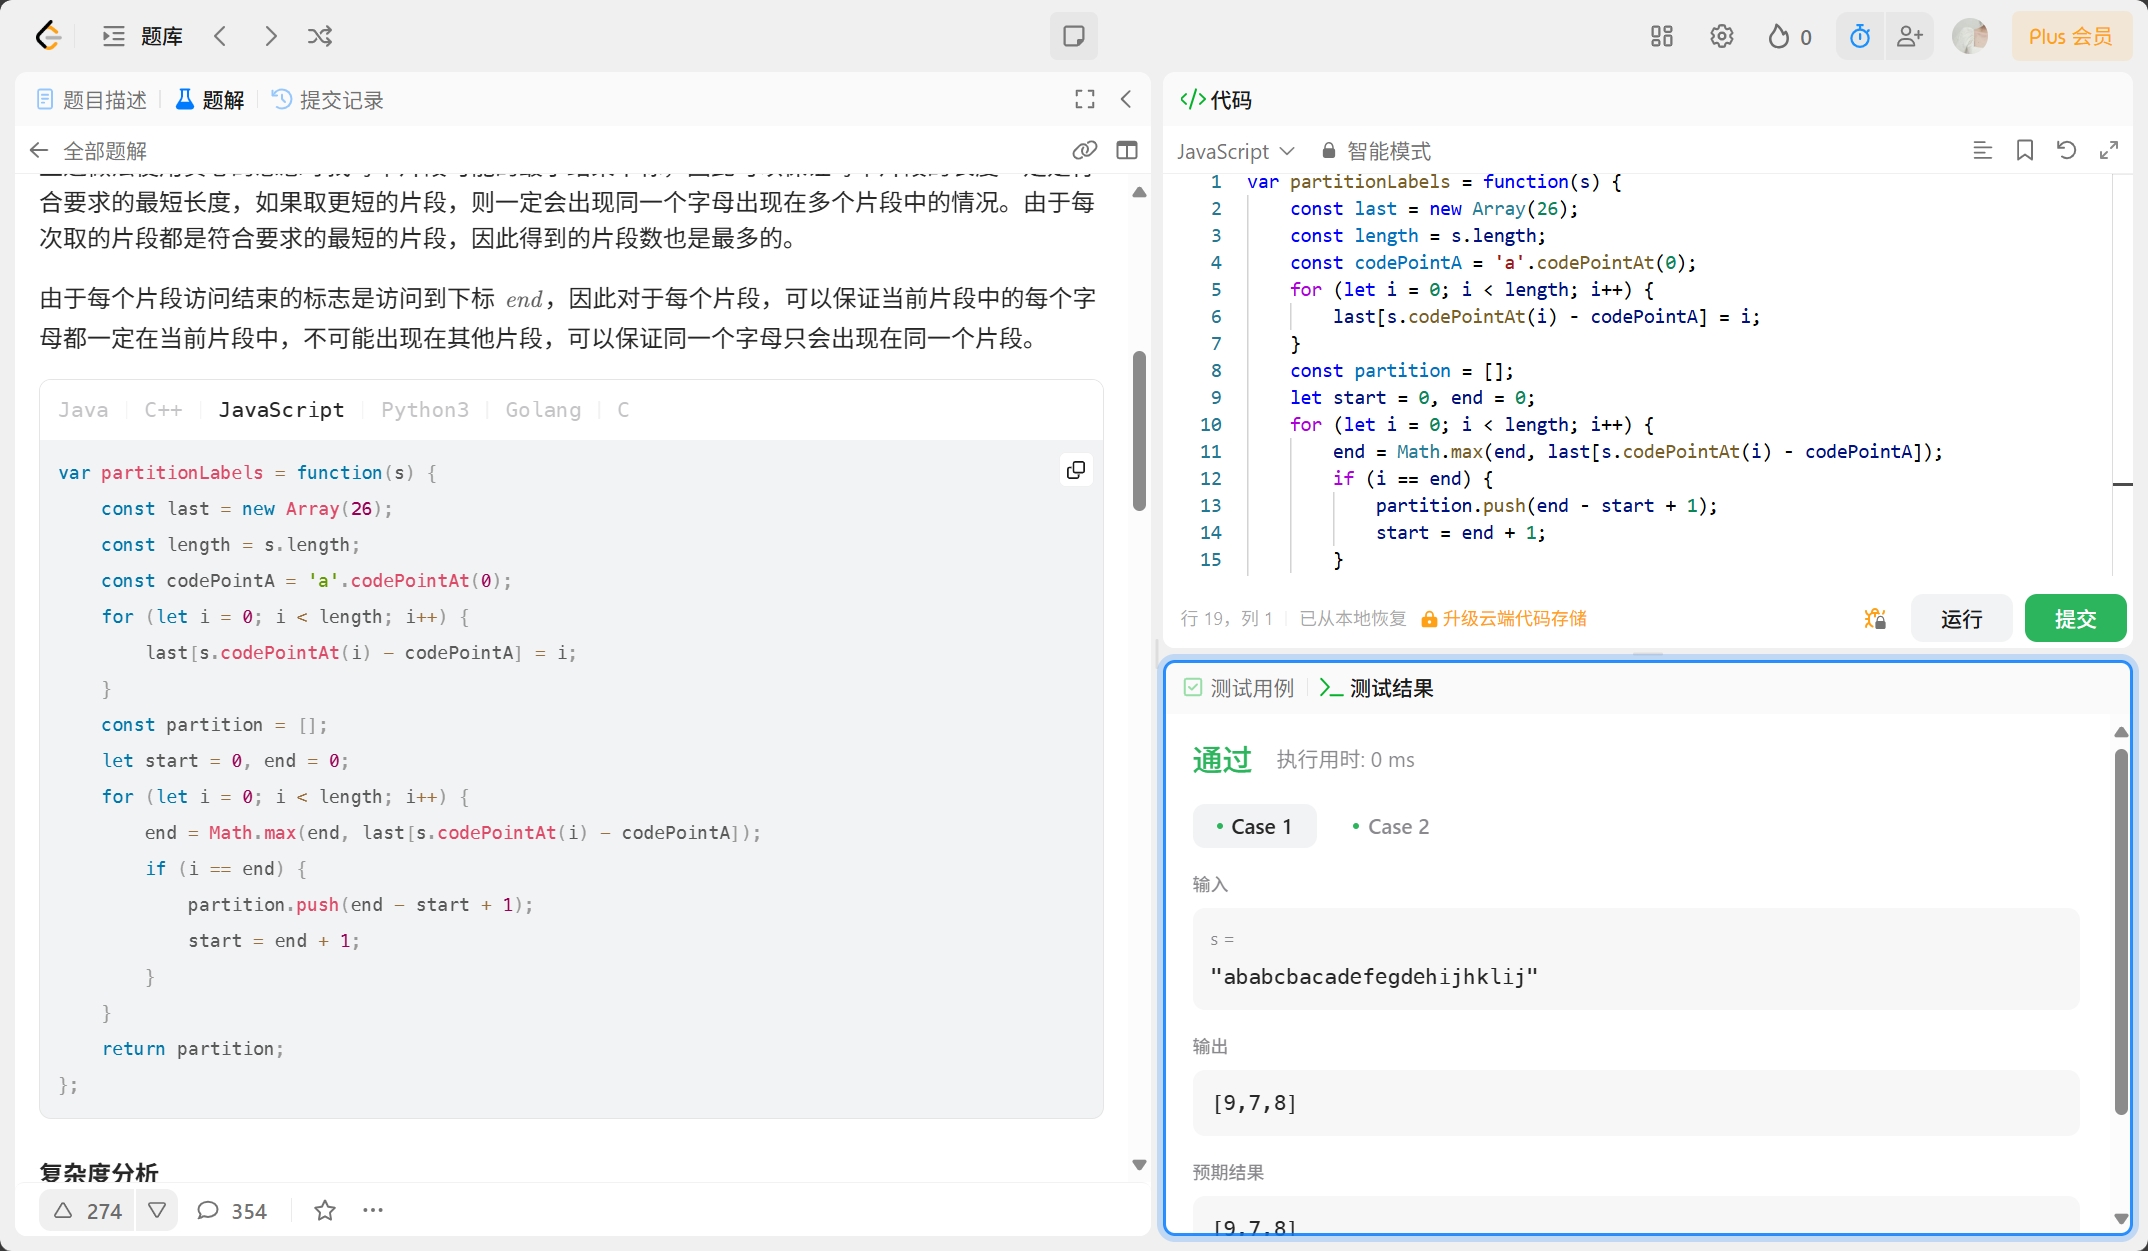 题库
0
Plus 会员
题目描述
题解
提交记录
全部题解
合要求的最短长度，如果取更短的片段，则一定会出现同一个字母出现在多个片段中的情况。由于每
次取的片段都是符合要求的最短的片段，因此得到的片段数也是最多的。
由于每个片段访问结束的标志是访问到下标 end，因此对于每个片段，可以保证当前片段中的每个字
母都一定在当前片段中，不可能出现在其他片段，可以保证同一个字母只会出现在同一个片段。
Java C++ JavaScript Python3 Golang C
var partitionLabels = function(s) {
    const last = new Array(26);
    const length = s.length;
    const codePointA = 'a'.codePointAt(0);
    for (let i = 0; i < length; i++) {
        last[s.codePointAt(i) - codePointA] = i;
    }
    const partition = [];
    let start = 0, end = 0;
    for (let i = 0; i < length; i++) {
        end = Math.max(end, last[s.codePointAt(i) - codePointA]);
        if (i == end) {
            partition.push(end - start + 1);
            start = end + 1;
        }
    }
    return partition;
};
复杂度分析
274
354
代码
JavaScript
智能模式
1 var partitionLabels = function(s) {
2     const last = new Array(26);
3     const length = s.length;
4     const codePointA = 'a'.codePointAt(0);
5     for (let i = 0; i < length; i++) {
6         last[s.codePointAt(i) - codePointA] = i;
7     }
8     const partition = [];
9     let start = 0, end = 0;
10     for (let i = 0; i < length; i++) {
11         end = Math.max(end, last[s.codePointAt(i) - codePointA]);
12         if (i == end) {
13             partition.push(end - start + 1);
14             start = end + 1;
15         }
行 19，列 1
已从本地恢复
升级云端代码存储
运行
提交
测试用例
测试结果
通过
执行用时: 0 ms
Case 1
Case 2
输入
s =
"ababcbacadefegdehijhklij"
输出
[9,7,8]
预期结果
[9,7,8]